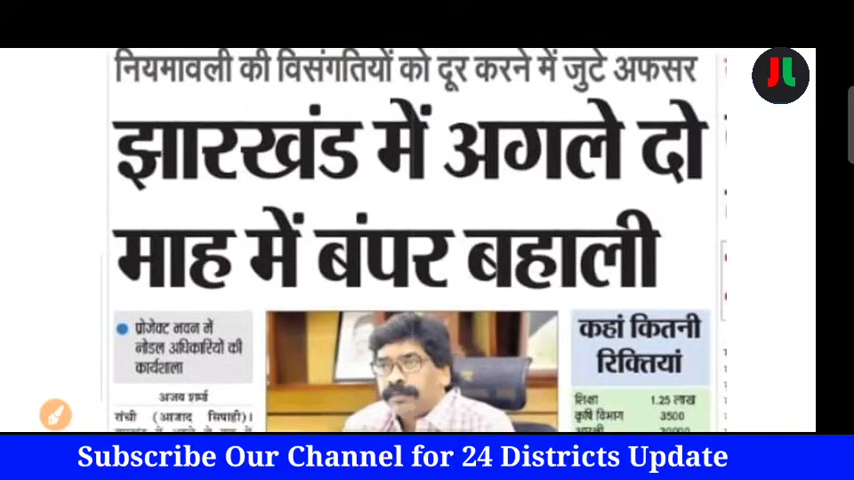 नियमावली की विसंगतियों को दूर करने में जुटे अफसर
झारखंड में अगले दो
माह में बंपर बहाली
प्रोजेक्ट भवन में
नोडल अधिकारियों की
कार्यशाला
अजय शर्मा
रांची (आजाद सिपाही)।
कहां कितनी
रिक्तियां
शिक्षा 1.25 लाख
कृषि विभाग 3500
Subscribe Our Channel for 24 Districts Update